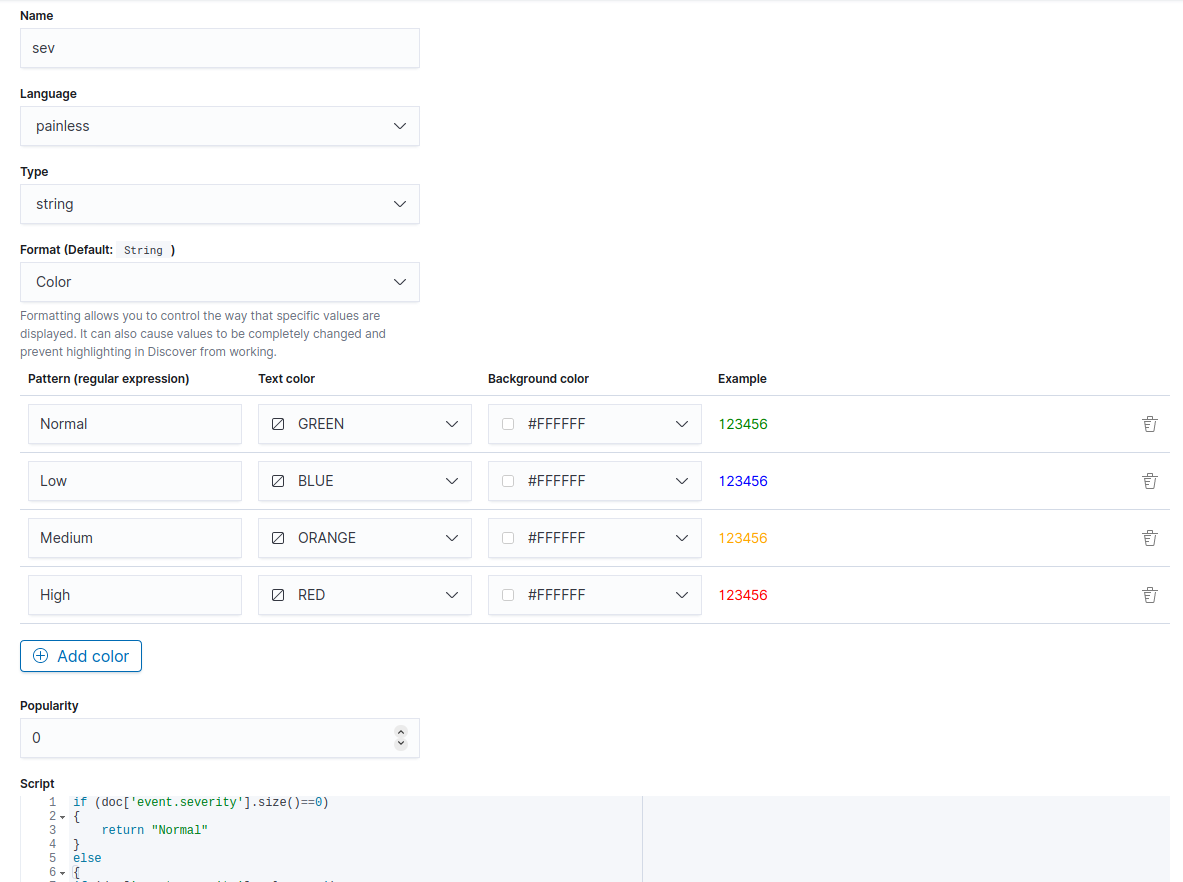 Name
sev
Language
painless
Type
string
Format (Default: String )
Color
Formatting allows you to control the way that specific values are
displayed. It can also cause values to be completely changed and
prevent highlighting in Discover from working.
Pattern (regular expression) Text color Background color Example
Normal GREEN #FFFFFF 123456
Low BLUE #FFFFFF 123456
Medium ORANGE #FFFFFF 123456
High RED #FFFFFF 123456
Add color
Popularity
0
Script
1 if (doc['event.severity'].size()==0)
2 {
3 return "Normal"
4 }
5 else
6 {